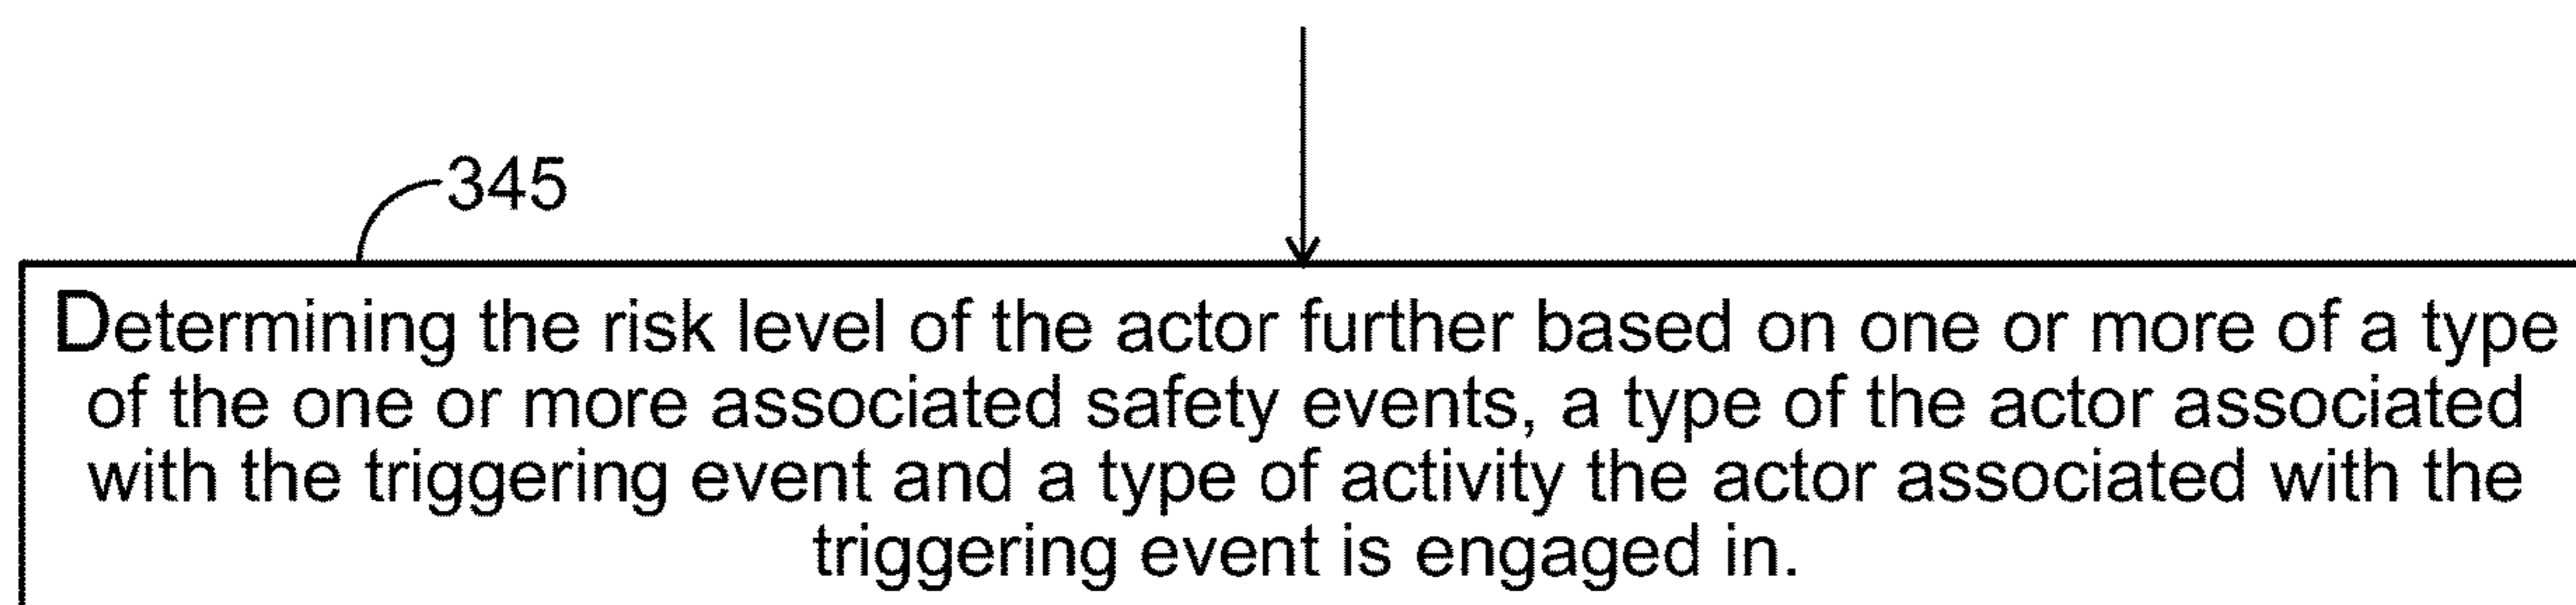 345
Determining the risk level of the actor further based on one or more of a type
of the one or more associated safety events, a type of the actor associated
with the triggering event and a type of activity the actor associated with the
triggering event is engaged in.